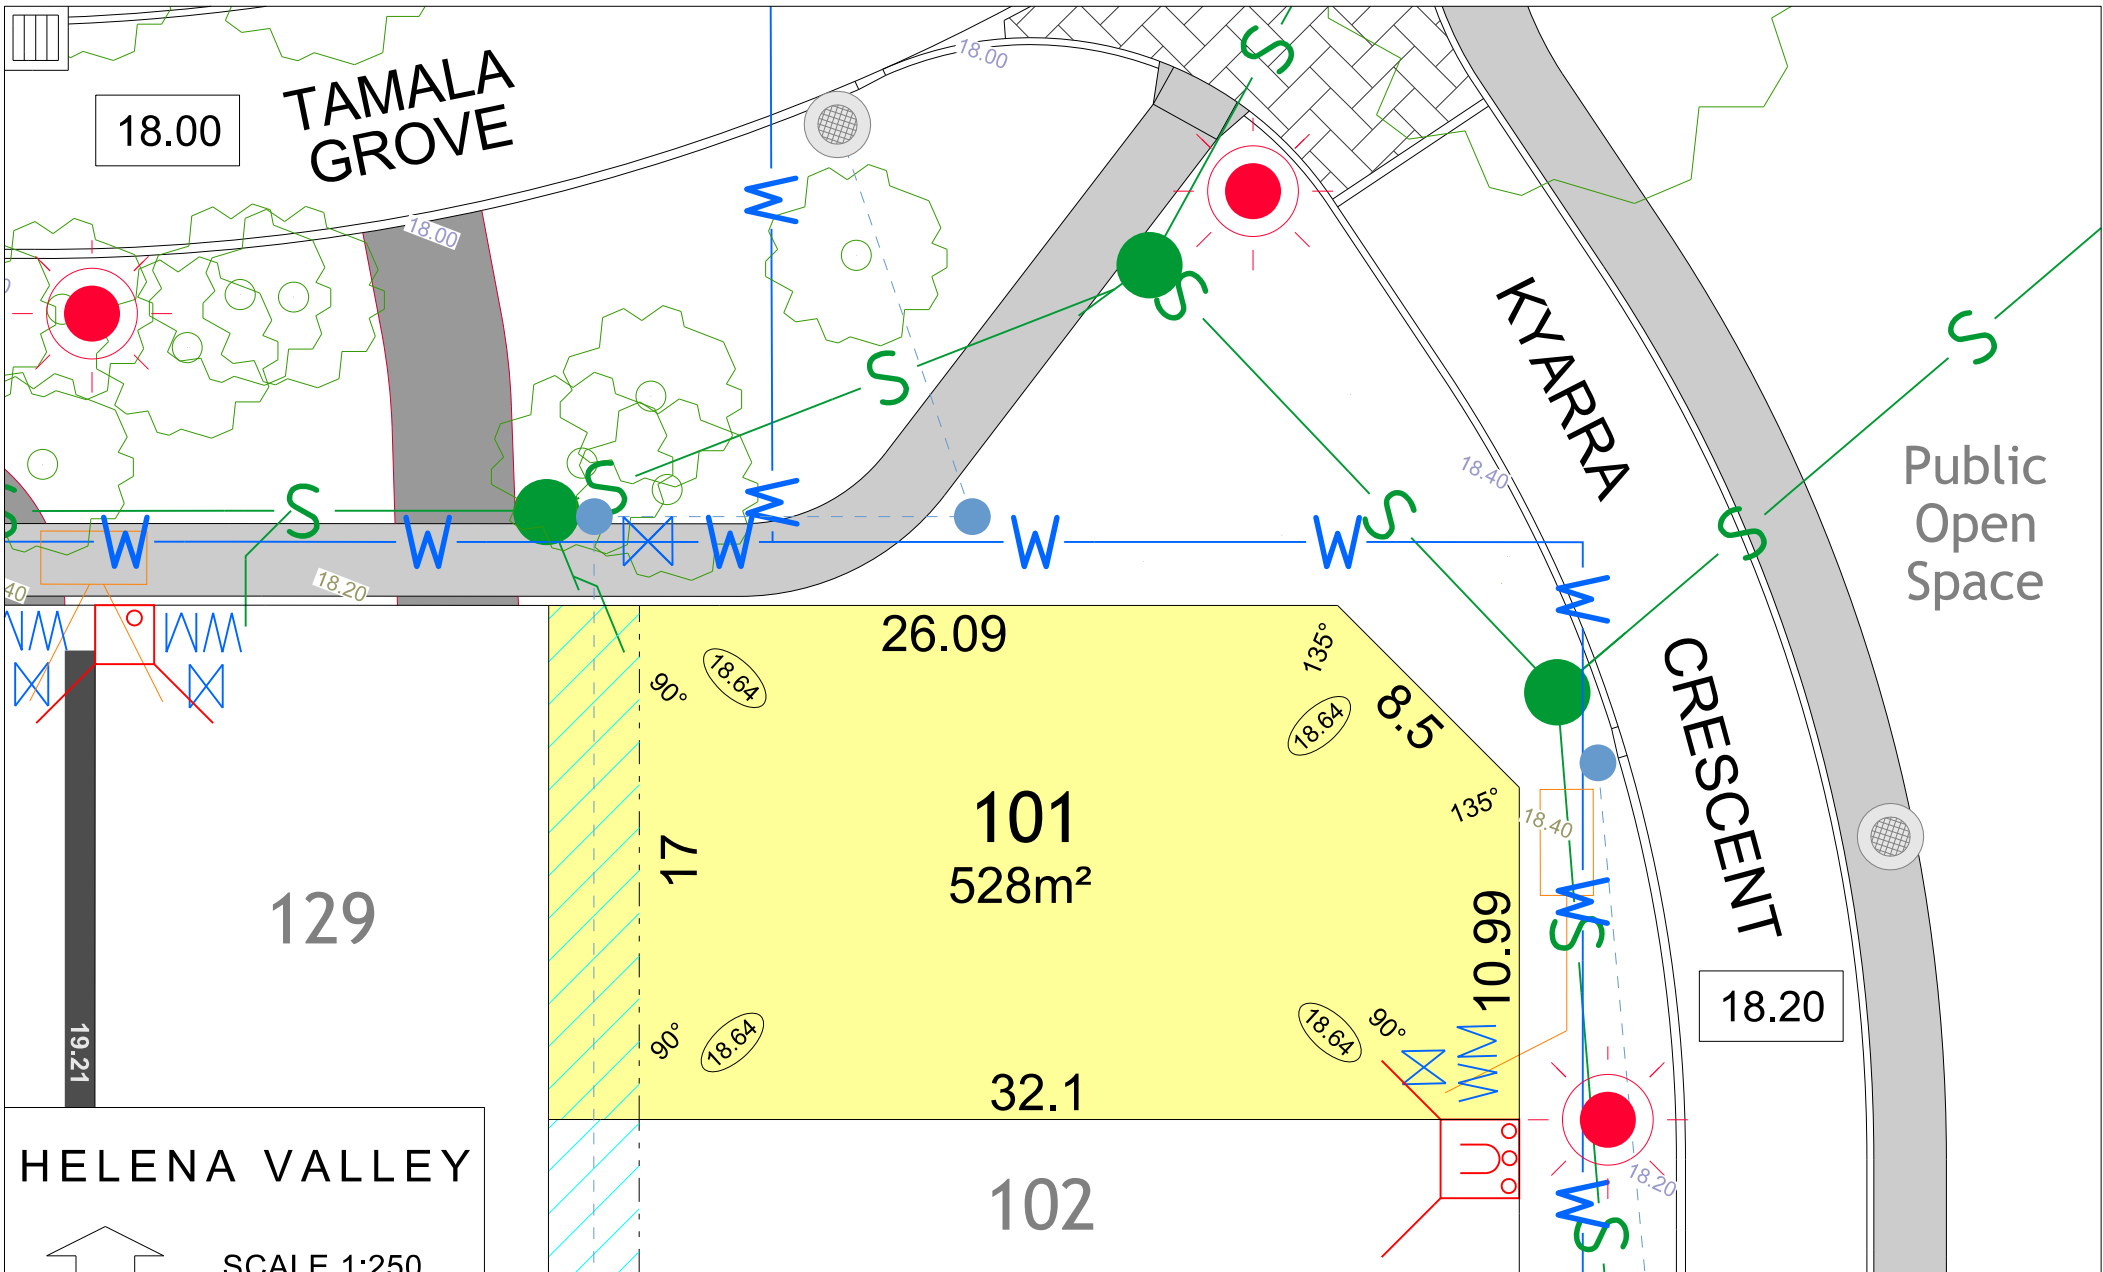 18.00
TAMALA
GROVE
18.00
18.00
S
W
S
S
S
S
KYARRA
18.40
Public
Open
Space
S
S
S
W
S
W
W
W
W
W
S
40
18.20
W
26.09
135°
90°
18.64
18.64
8.5
CRESCENT
135°
18.40
101
528m²
17
129
10.99
W
S
18.20
19.21
90°
18.64
18.64
90°
32.1
HELENA VALLEY
SCALE 1:250
102
18.20
W
S